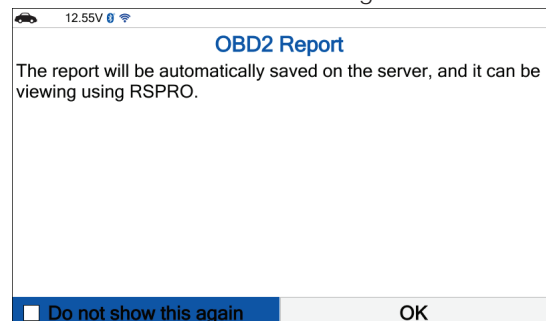 12.55V
OBD2 Report
The report will be automatically saved on the server, and it can be
viewing using RSPRO.
Do not show this again
OK